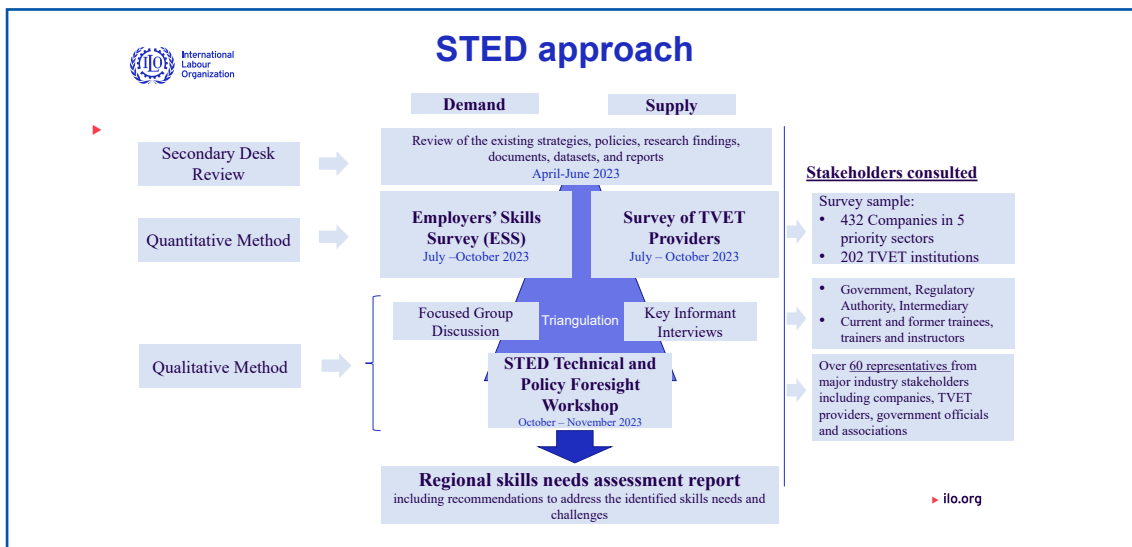 STED approach
International
Labour
Organization
Demand
Supply
Secondary Desk
Review
Review of the existing strategies, policies, research findings,
documents, datasets, and reports
April-June 2023
Stakeholders consulted
Quantitative Method
Employers’ Skills
Survey (ESS)
July –October 2023
Survey of TVET
Providers
July – October 2023
Survey sample:
• 432 Companies in 5
priority sectors
• 202 TVET institutions
Qualitative Method
Focused Group
Discussion
Triangulation
Key Informant
Interviews
• Government, Regulatory
Authority, Intermediary
• Current and former trainees,
trainers and instructors
STED Technical and
Policy Foresight
Workshop
October – November 2023
Over 60 representatives from
major industry stakeholders
including companies, TVET
providers, government officials
and associations
Regional skills needs assessment report
including recommendations to address the identified skills needs and
challenges
ilo.org